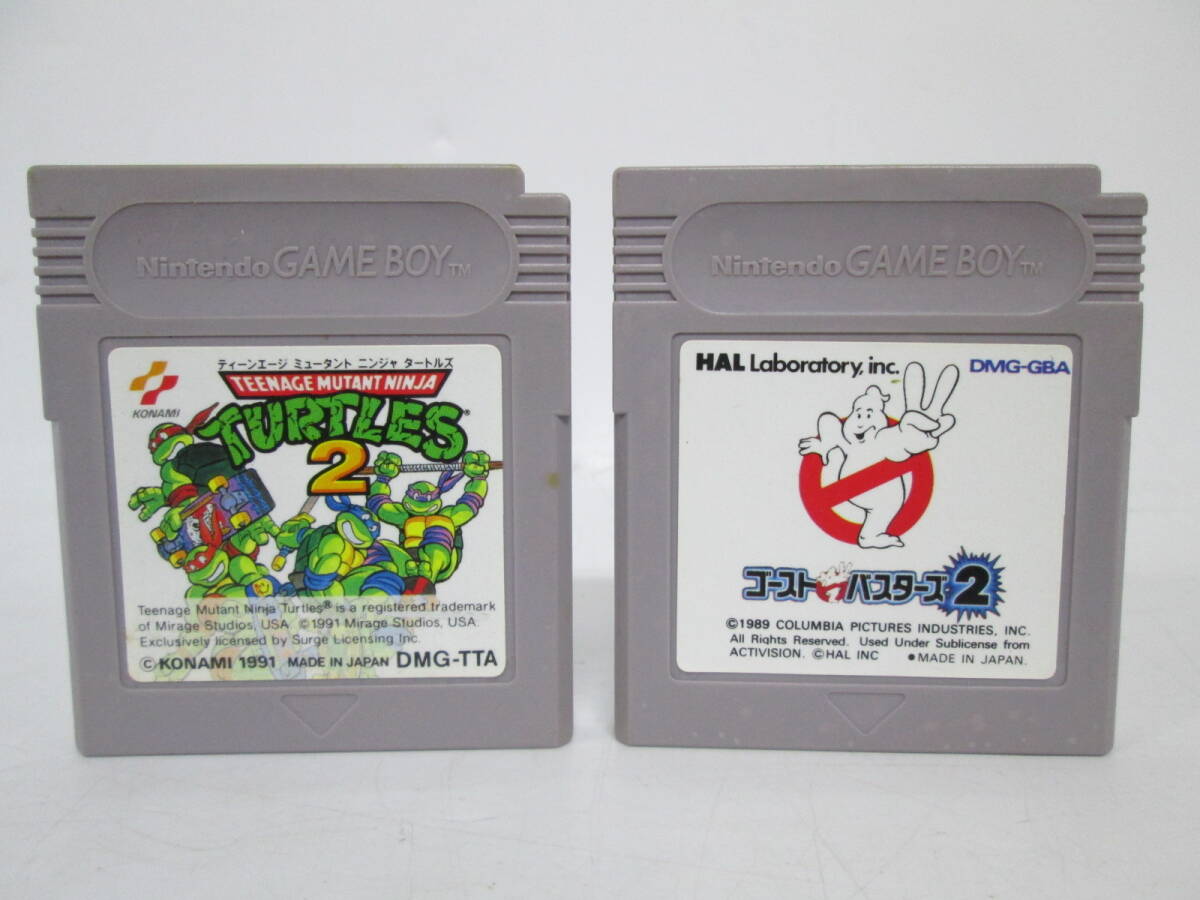 Nintendo GAME BOY™
ティーンエージ ミュータント ニンジャ タートルズ
KONAMI
TEENAGE MUTANT NINJA
TURTLES®
2
Teenage Mutant Ninja Turtles® is a registered trademark
of Mirage Studios, USA. ©1991 Mirage Studios, USA.
Exclusively licensed by Surge Licensing Inc.
©KONAMI 1991 MADE IN JAPAN DMG-TTA
Nintendo GAME BOY™
HAL Laboratory, inc. DMG-GBA
ゴーストバスターズ2
©1989 COLUMBIA PICTURES INDUSTRIES, INC.
All Rights Reserved. Used Under Sublicense from
ACTIVISION. ©HAL INC ●MADE IN JAPAN.